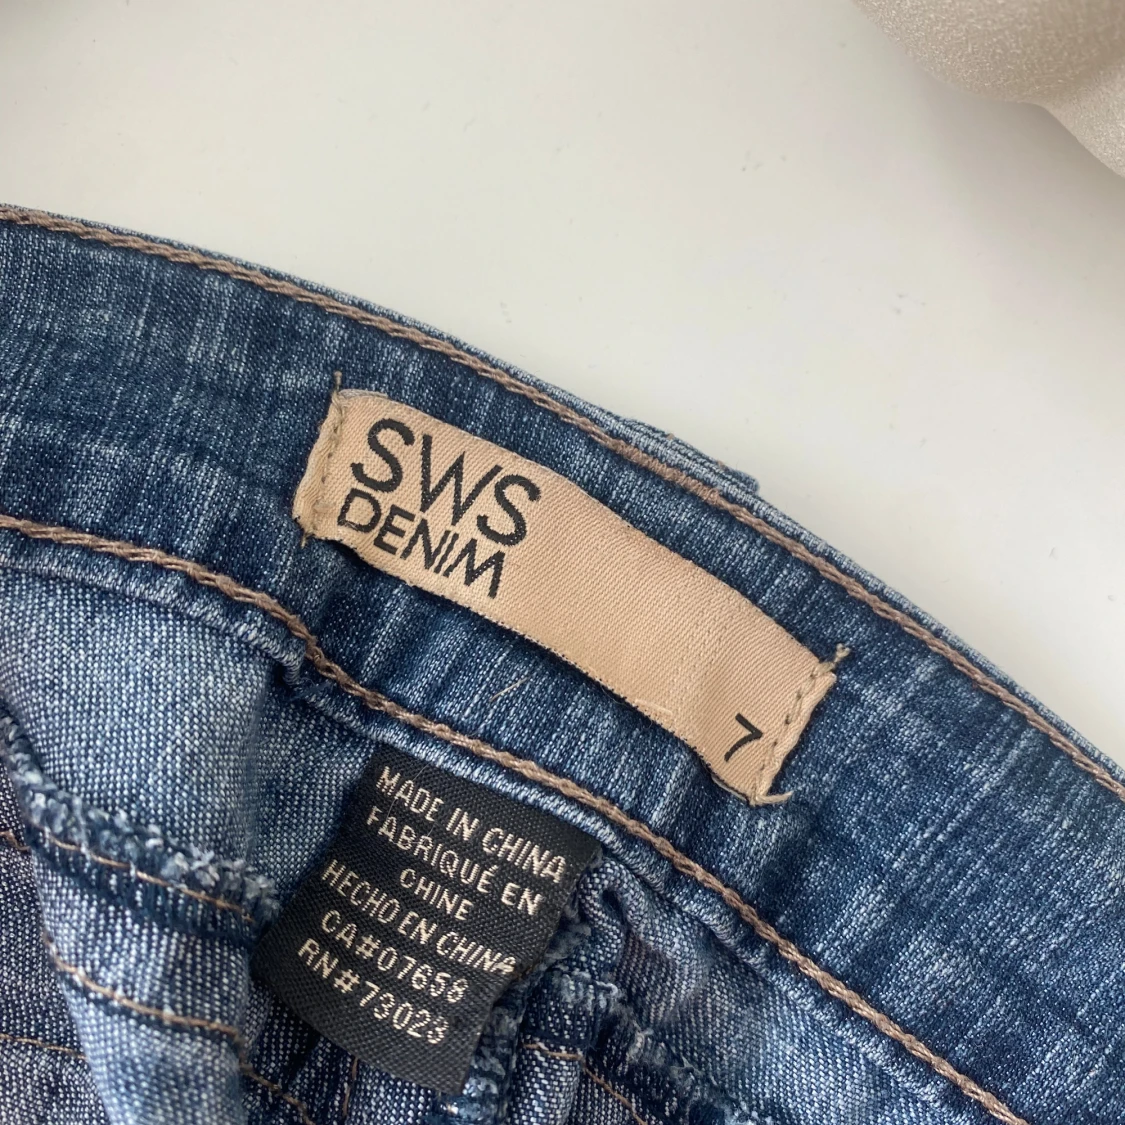 SWS
DENIM
7
MADE IN CHINA
FABRIQUÉ EN
CHINE
HECHO EN CHINA
CA#07658
RN#73023